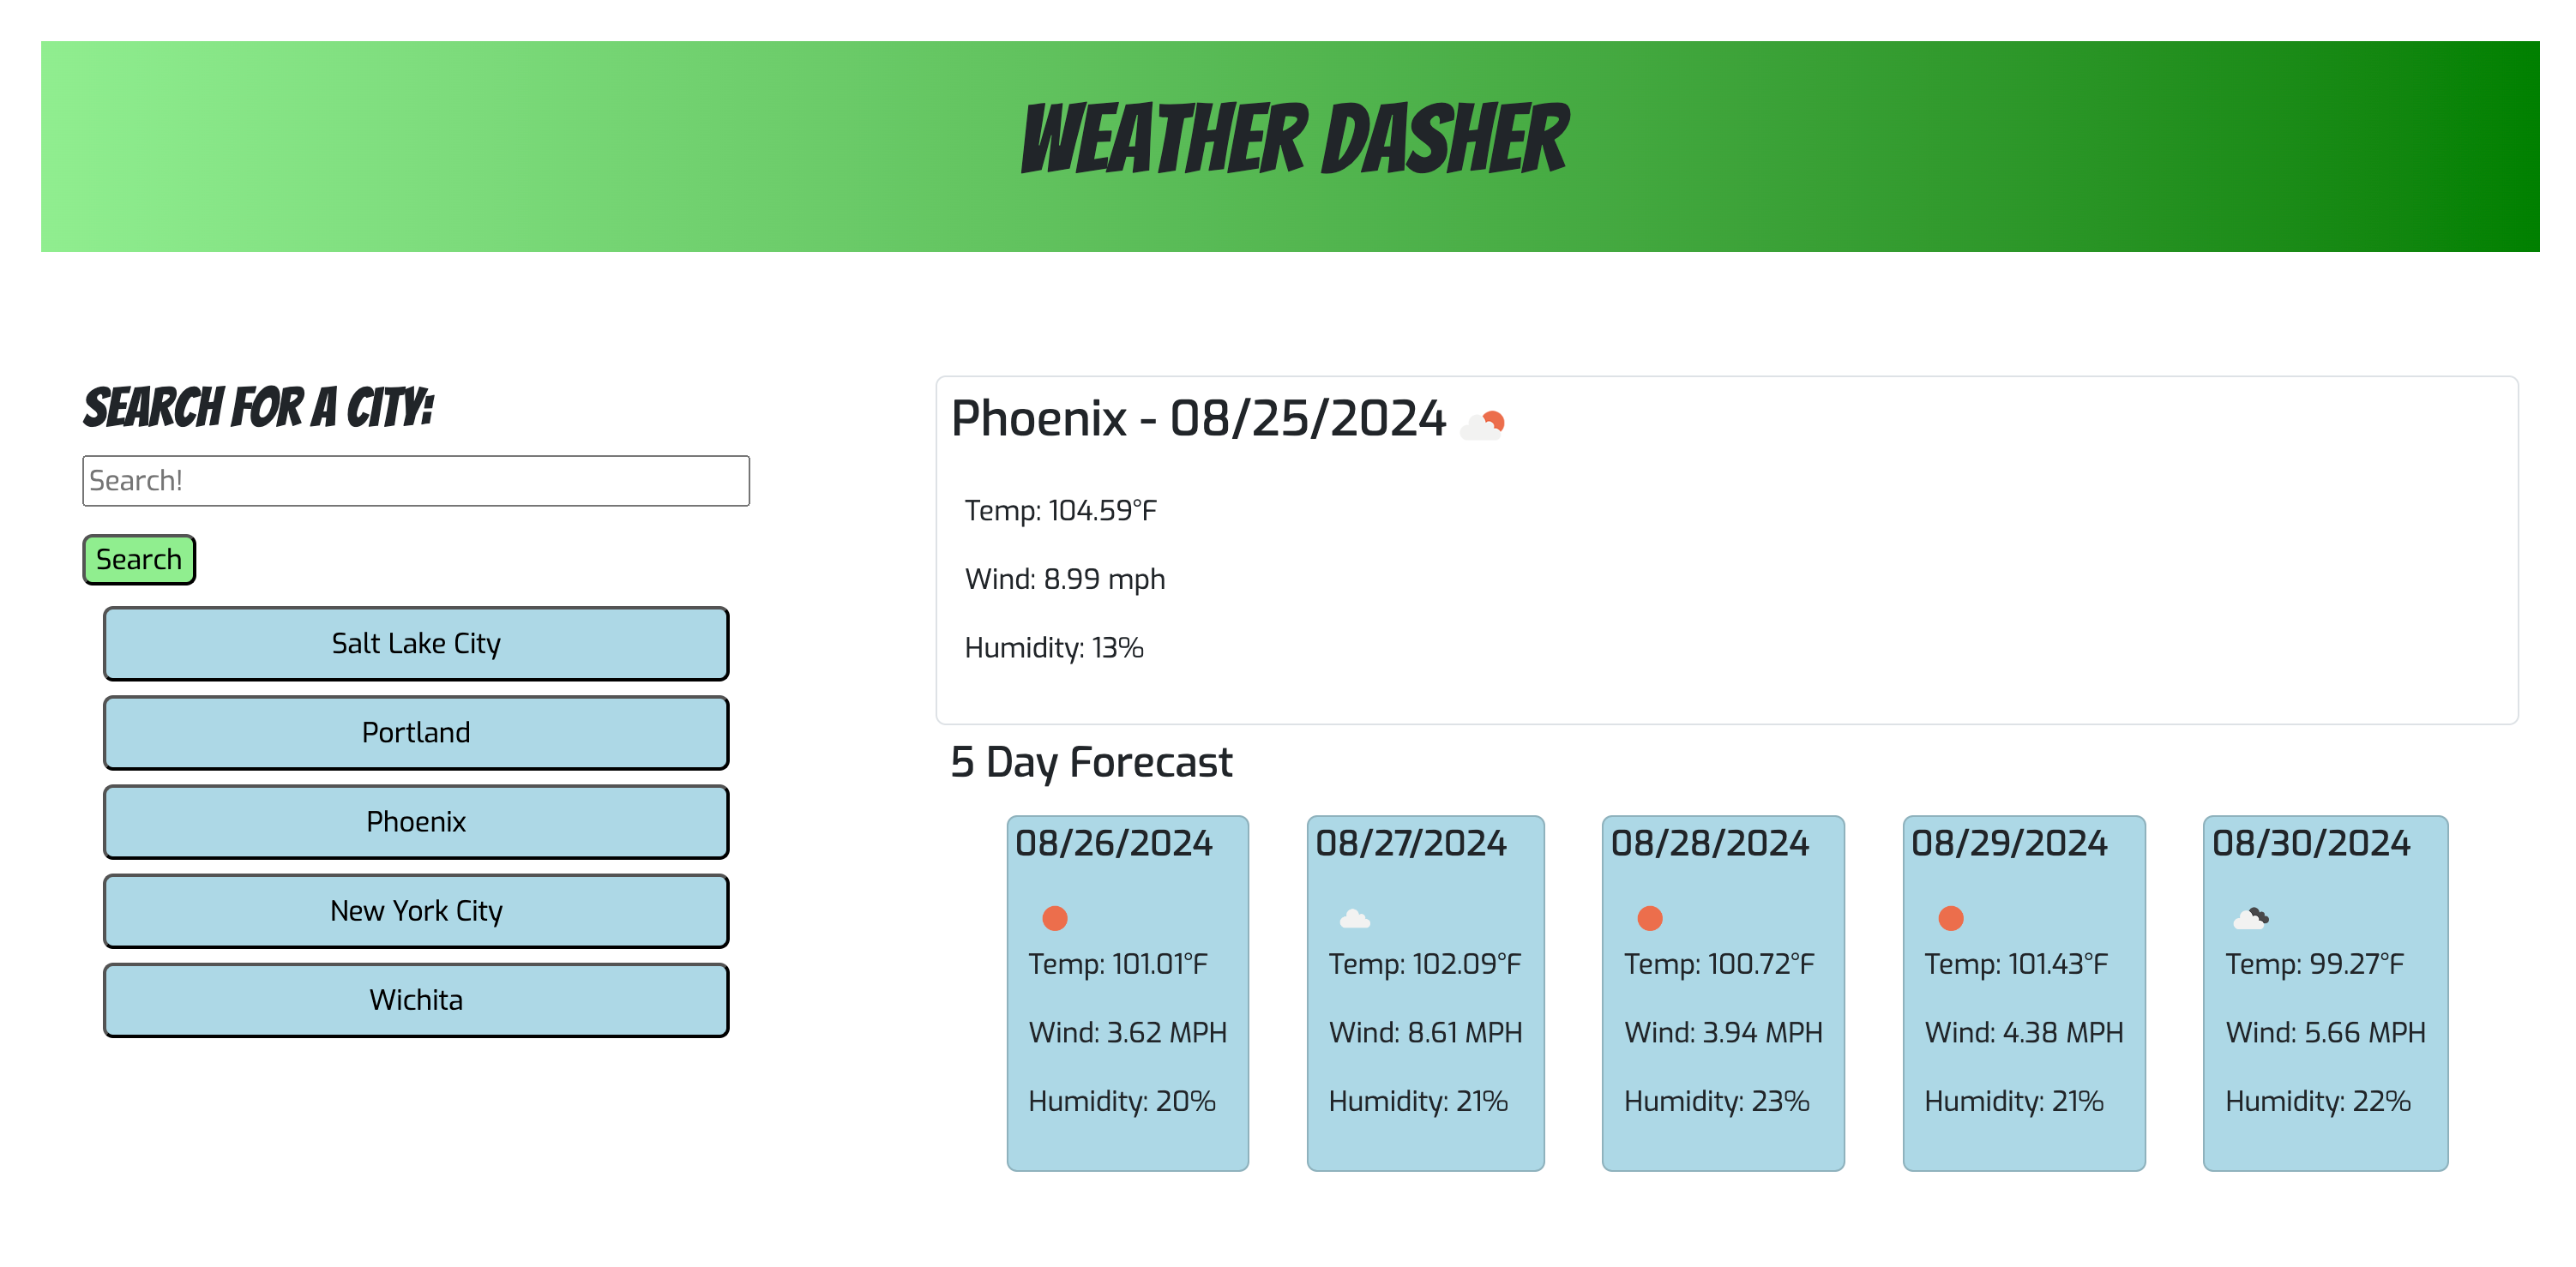 WEATHER DASHER
SEARCH FOR A CITY:
Search!
Search
Salt Lake City
Portland
Phoenix
New York City
Wichita
Phoenix - 08/25/2024
Temp: 104.59°F
Wind: 8.99 mph
Humidity: 13%
5 Day Forecast
08/26/2024
Temp: 101.01°F
Wind: 3.62 MPH
Humidity: 20%
08/27/2024
Temp: 102.09°F
Wind: 8.61 MPH
Humidity: 21%
08/28/2024
Temp: 100.72°F
Wind: 3.94 MPH
Humidity: 23%
08/29/2024
Temp: 101.43°F
Wind: 4.38 MPH
Humidity: 21%
08/30/2024
Temp: 99.27°F
Wind: 5.66 MPH
Humidity: 22%